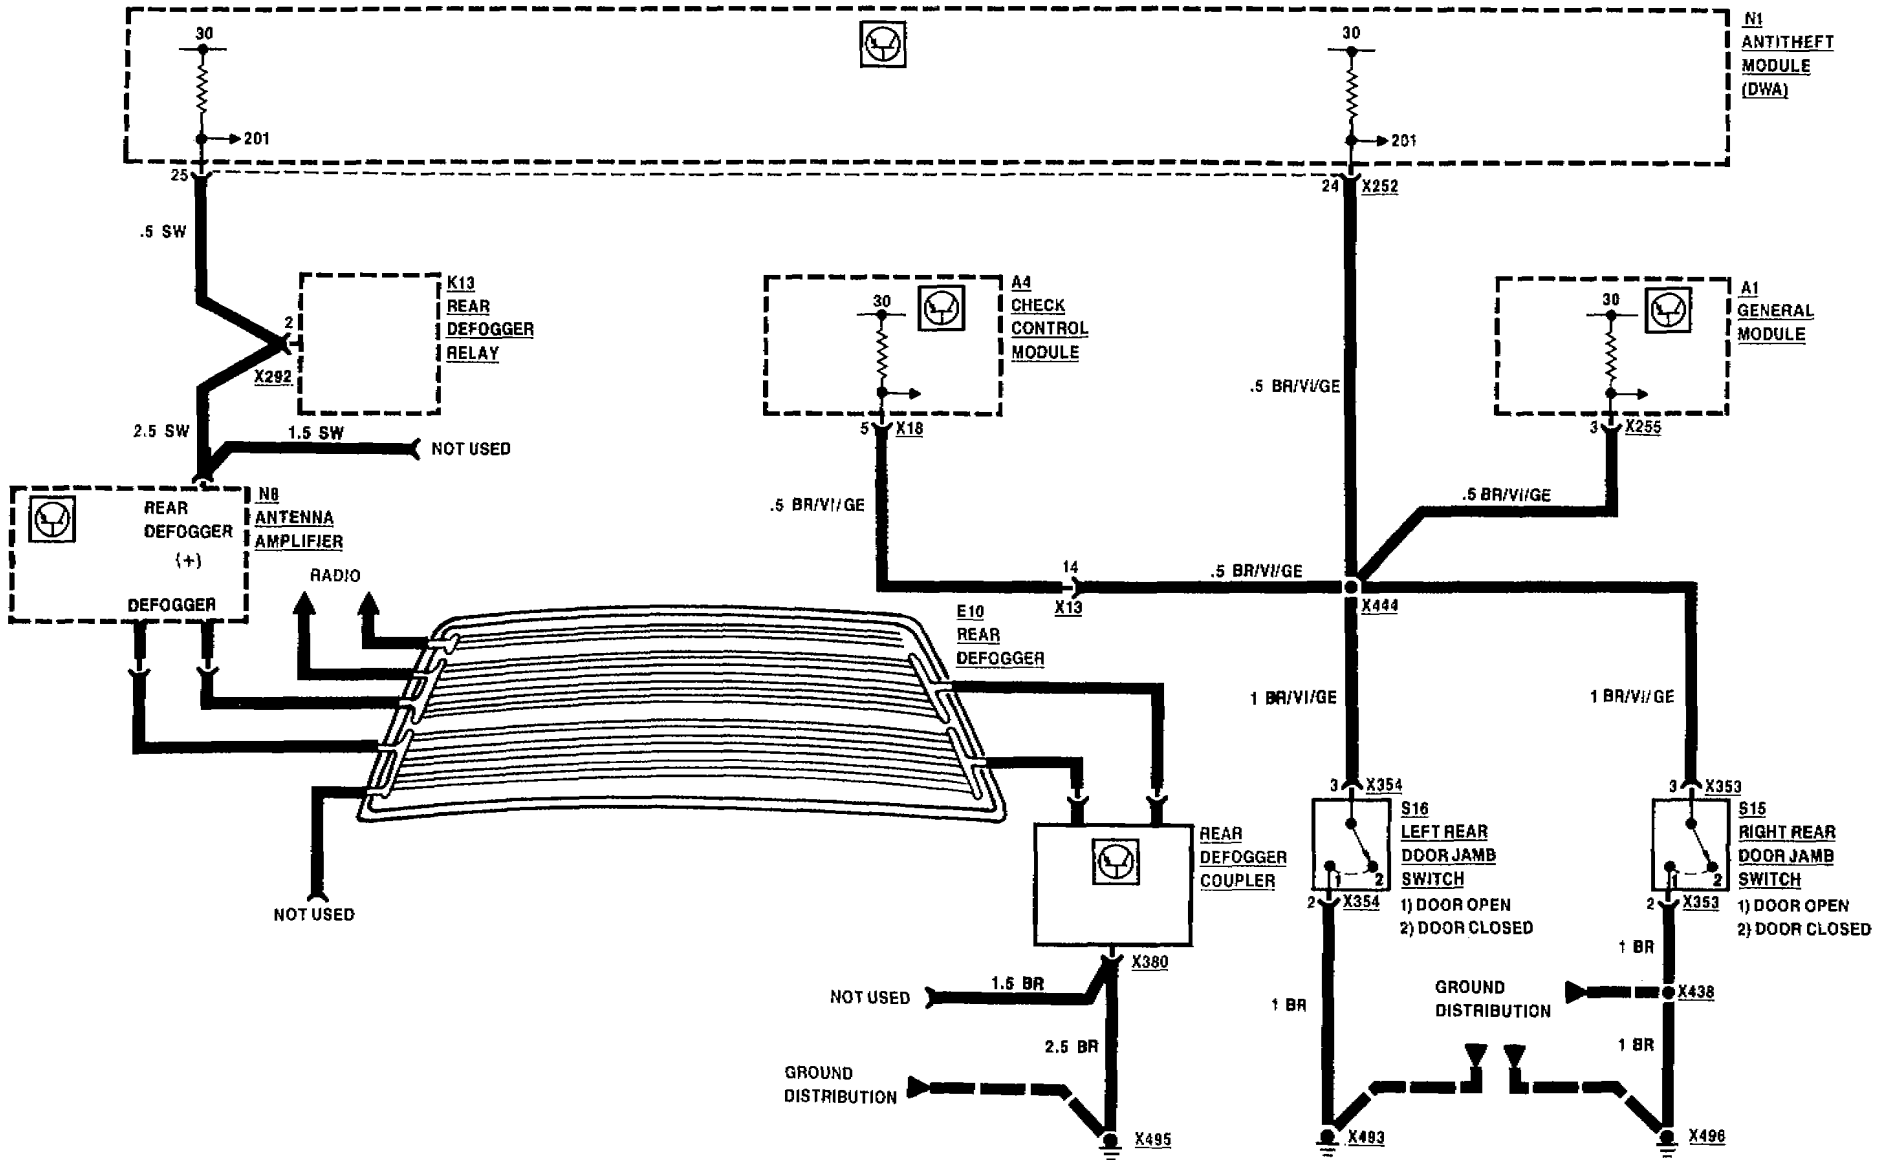 30
30
N1
ANTITHEFT
MODULE
(DWA)
201
201
25
24
X252
.5 SW
K13
REAR
DEFOGGER
RELAY
2
X292
2.5 SW
1.5 SW
NOT USED
A4
CHECK
CONTROL
MODULE
30
5
X18
.5 BR/VI/GE
.5 BR/VI/GE
A1
GENERAL
MODULE
30
3
X255
.5 BR/VI/GE
N8
ANTENNA
AMPLIFIER
REAR
DEFOGGER
(+)
DEFOGGER
RADIO
14
X13
.5 BR/VI/GE
X444
E10
REAR
DEFOGGER
1 BR/VI/GE
1 BR/VI/GE
NOT USED
REAR
DEFOGGER
COUPLER
3
X354
S16
LEFT REAR
DOOR JAMB
SWITCH
1) DOOR OPEN
2) DOOR CLOSED
1
2
2
X354
3
X353
S15
RIGHT REAR
DOOR JAMB
SWITCH
1) DOOR OPEN
2) DOOR CLOSED
1
2
2
X353
X380
NOT USED
1.5 BR
1 BR
1 BR
GROUND
DISTRIBUTION
X438
2.5 BR
1 BR
GROUND
DISTRIBUTION
X495
X493
X496